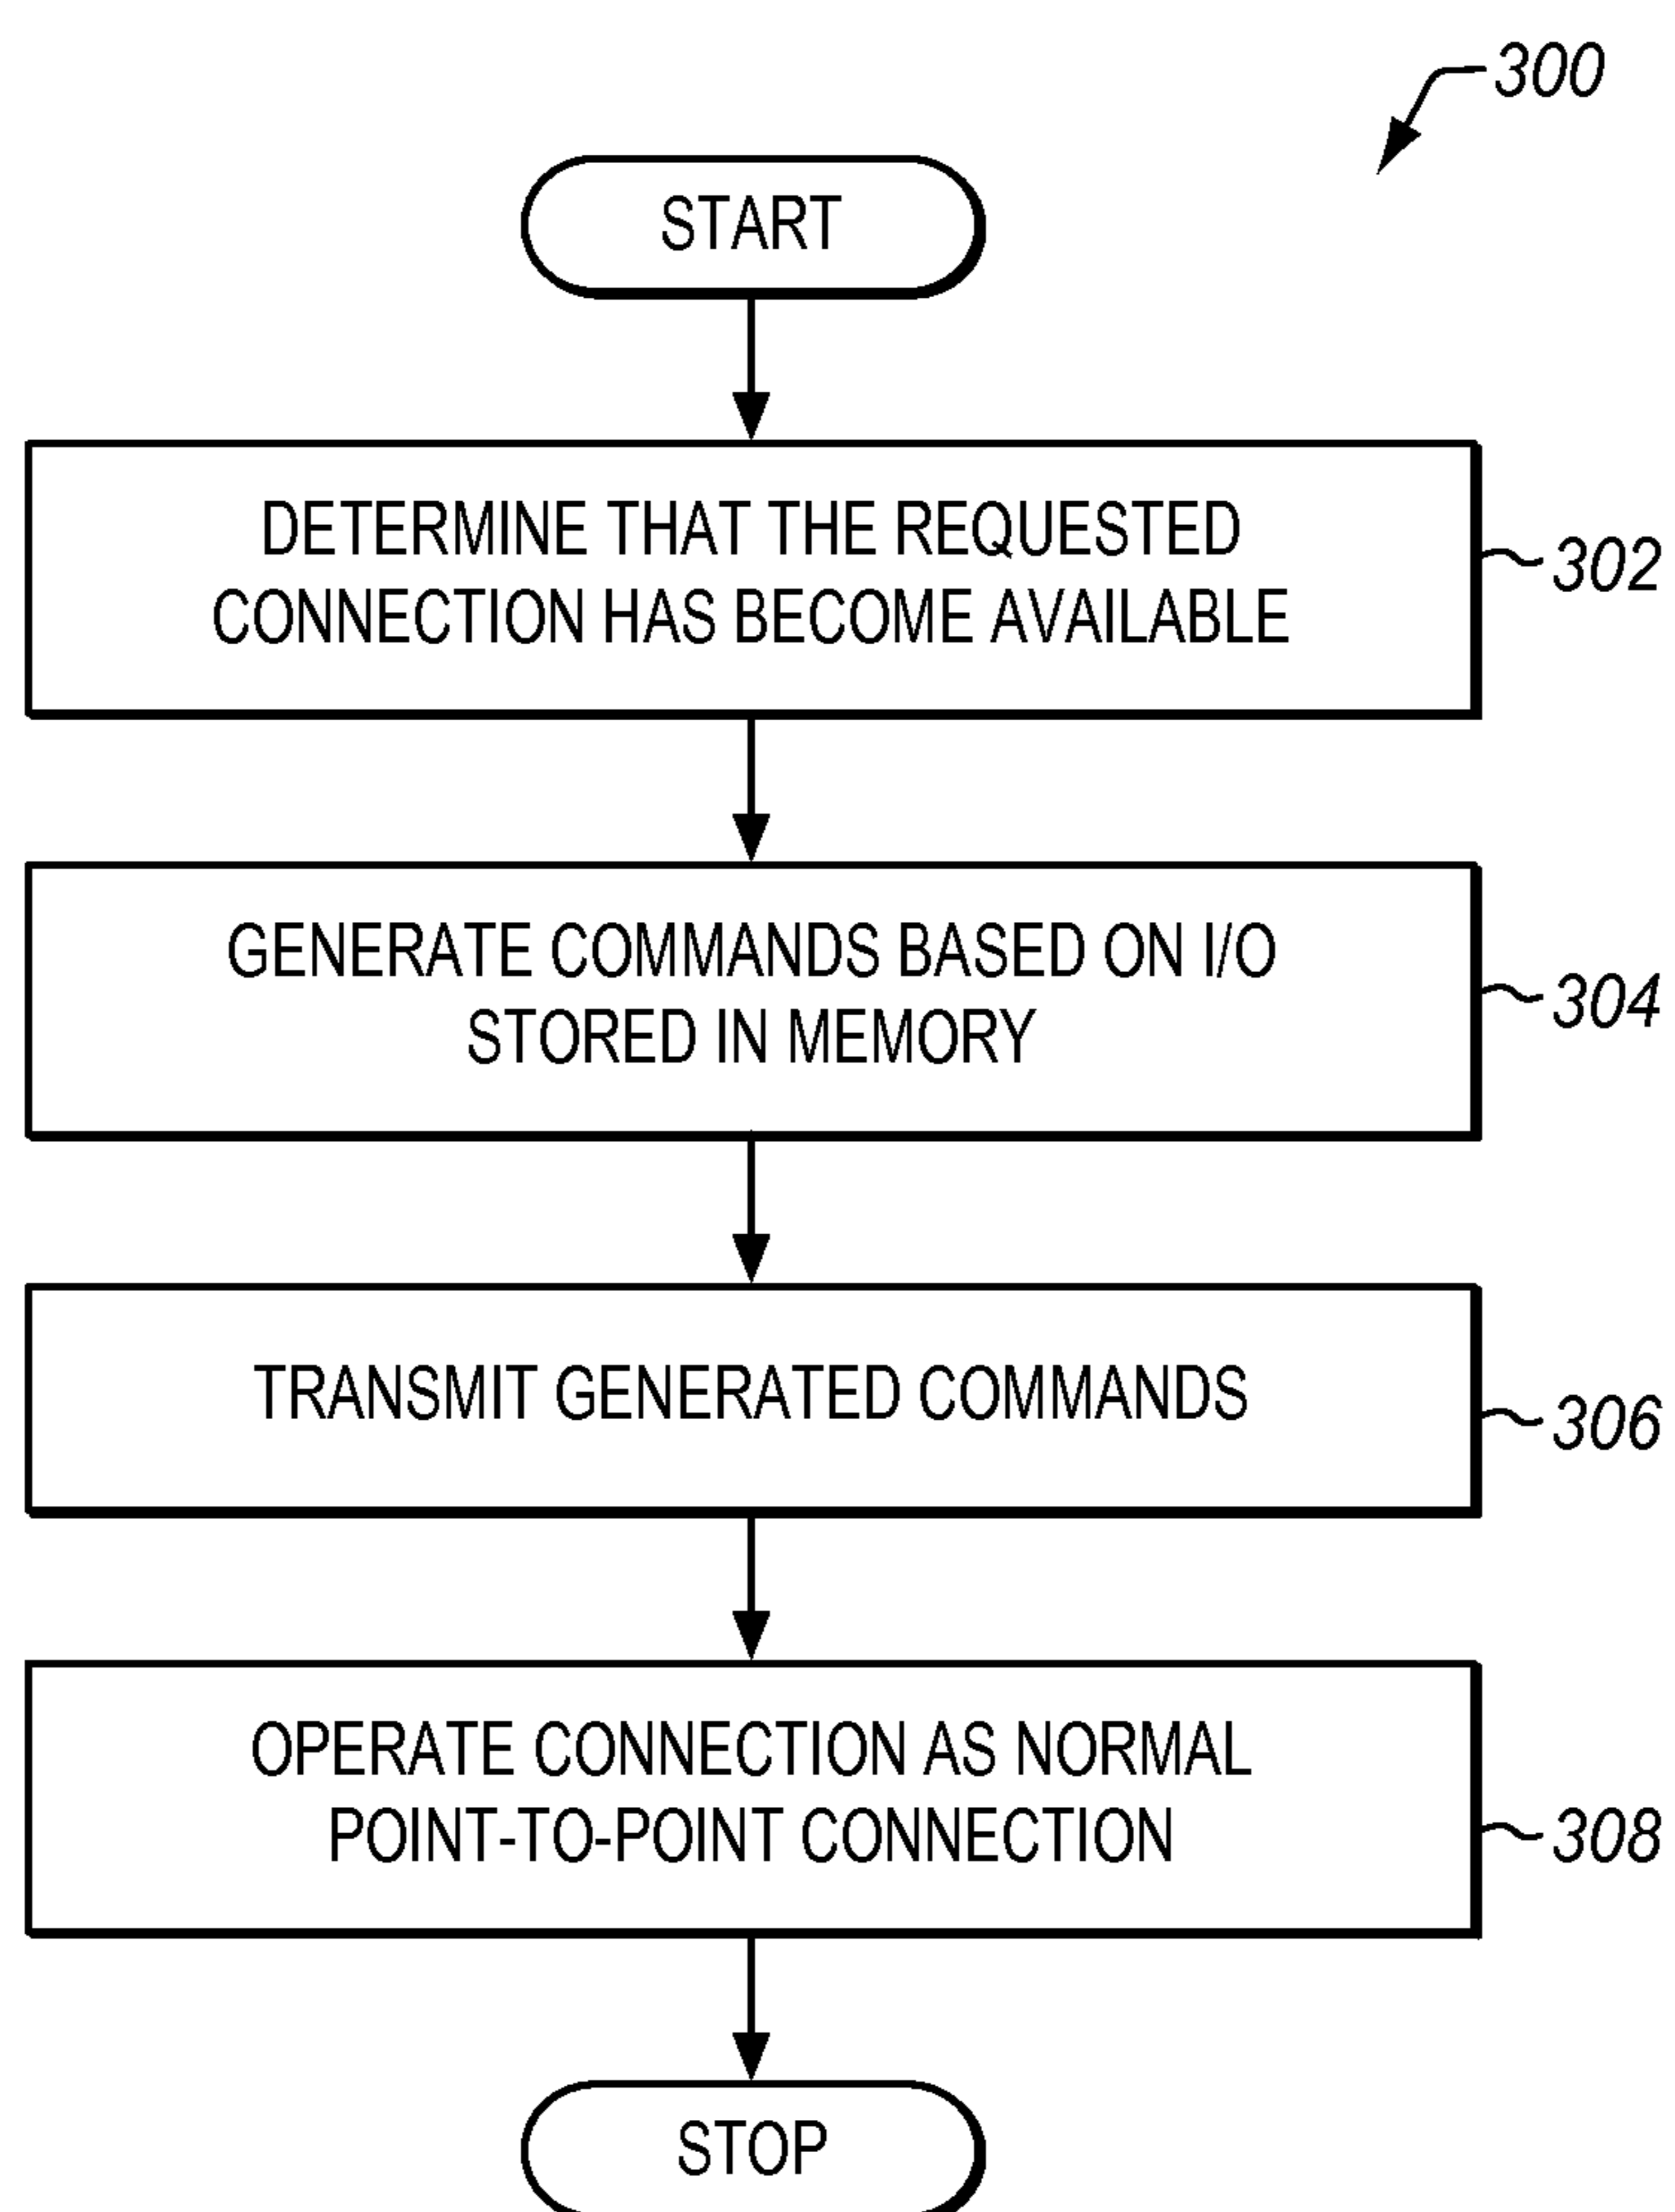 300
START
DETERMINE THAT THE REQUESTED
CONNECTION HAS BECOME AVAILABLE
302
GENERATE COMMANDS BASED ON I/O
STORED IN MEMORY
304
TRANSMIT GENERATED COMMANDS
306
OPERATE CONNECTION AS NORMAL
POINT-TO-POINT CONNECTION
308
STOP